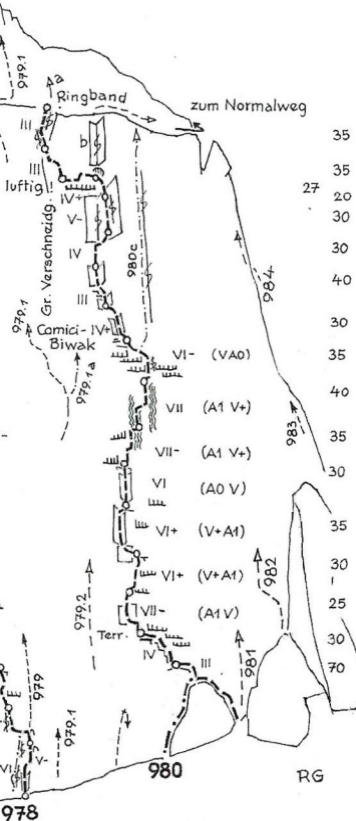 979.1
a
Ringband
zum Normalweg
III
35
b
III
35
luftig
27
20
IV+
30
V-
Gr. Verschneidg.
30
IV
980c
984
40
III
979.1
30
Comici-
IV+
Biwak
VI- (VA0)
35
979.1a
40
VII (A1 V+)
983
35
VII- (A1 V+)
30
VI (A0 V)
35
VI+ (V+A1)
30
982
VI+ (V+A1)
25
979.2
VII- (A1V)
30
Terr.
IV
III
981
70
979
E
979.1
VI
V-
980
RG
978